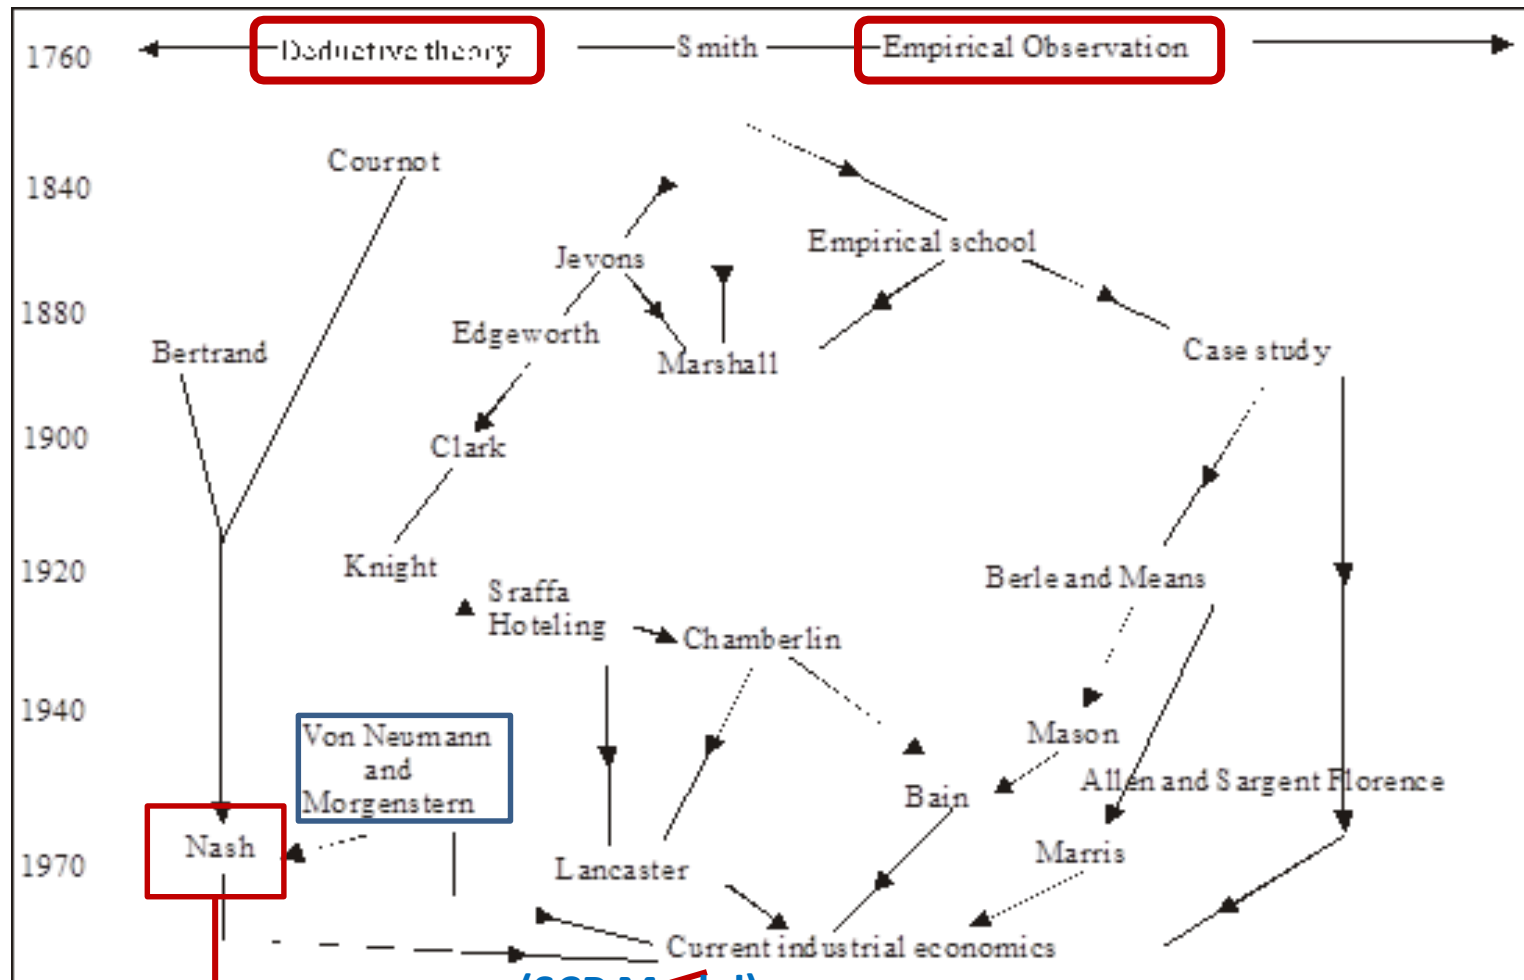 1760 Deductive theory Smith Empirical Observation
Cournot
1840
Empirical school
Jevons
1880
Edgeworth
Bertrand Marshall Case study
1900
Clark
Knight
1920 Berle and Means
Sraffa
Hoteling
Chamberlin
1940
Von Neumann
and
Morgenstern
Mason
Allen and Sargent Florence
Bain
Nash
Marris
1970
Lancaster
Current industrial economics